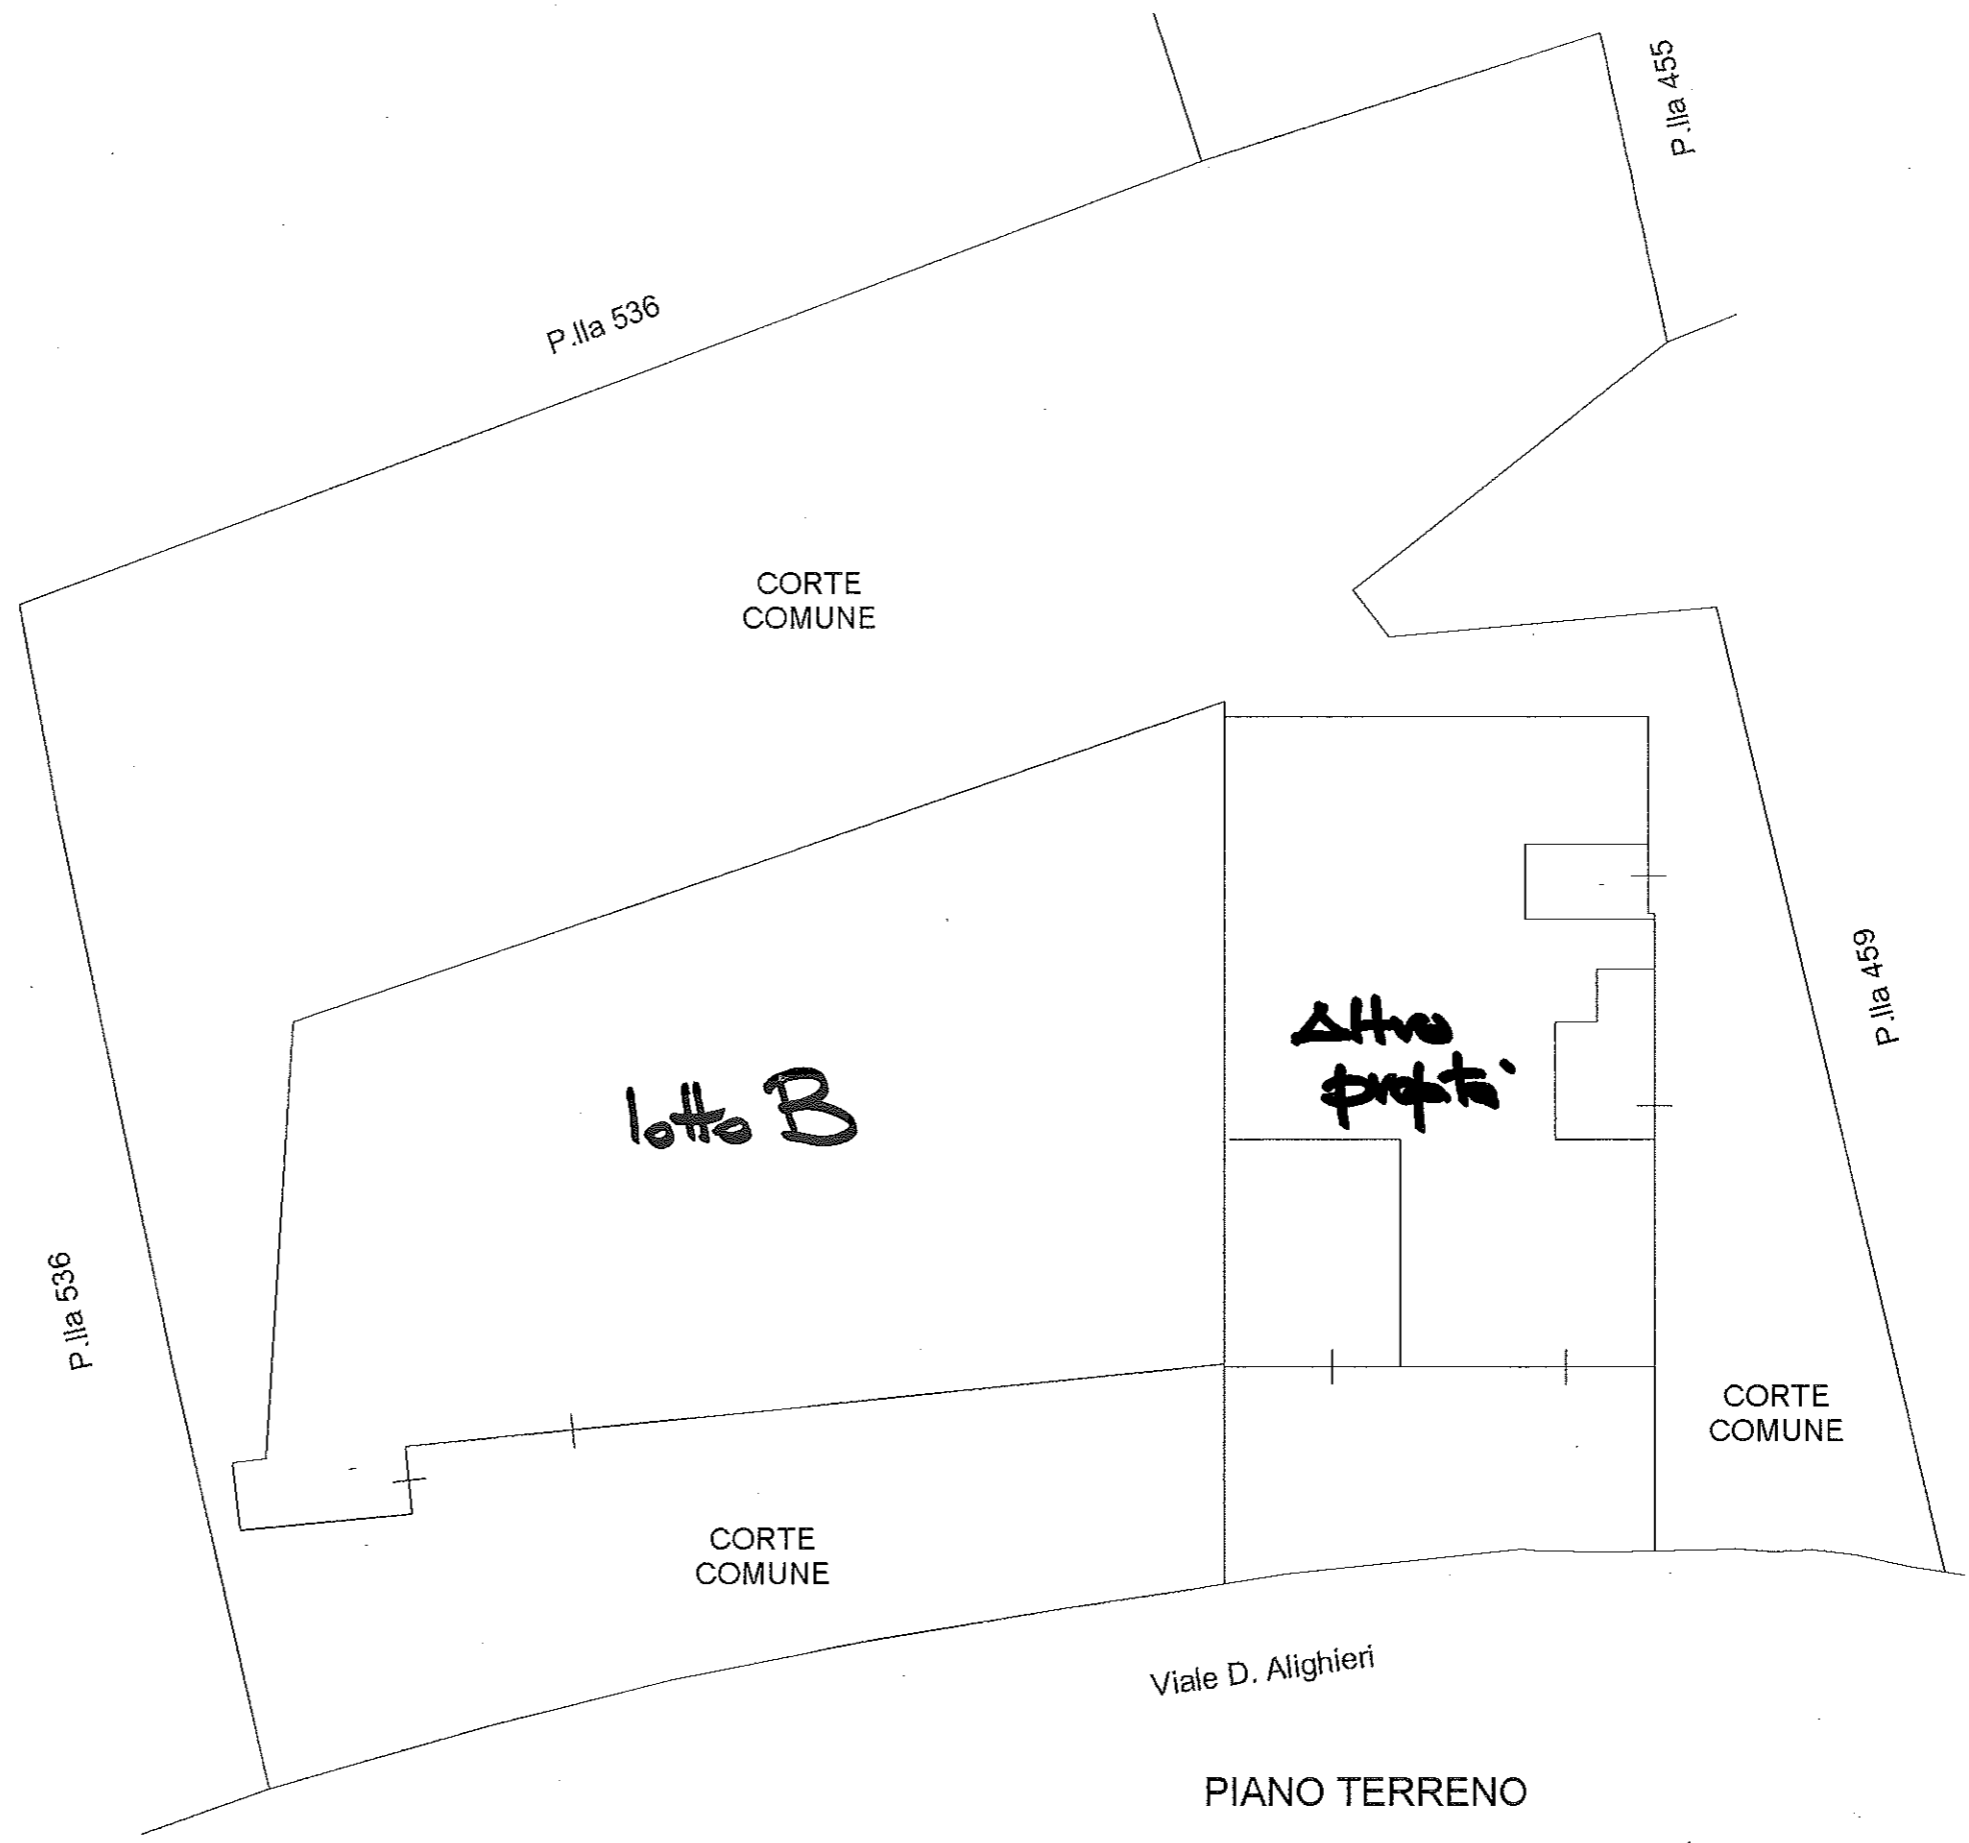 P.lla 455
P.lla 536
CORTE
COMUNE
P.lla 459
Altra
proptà
lotto B
P.lla 536
CORTE
COMUNE
CORTE
COMUNE
Viale D. Alighieri
PIANO TERRENO